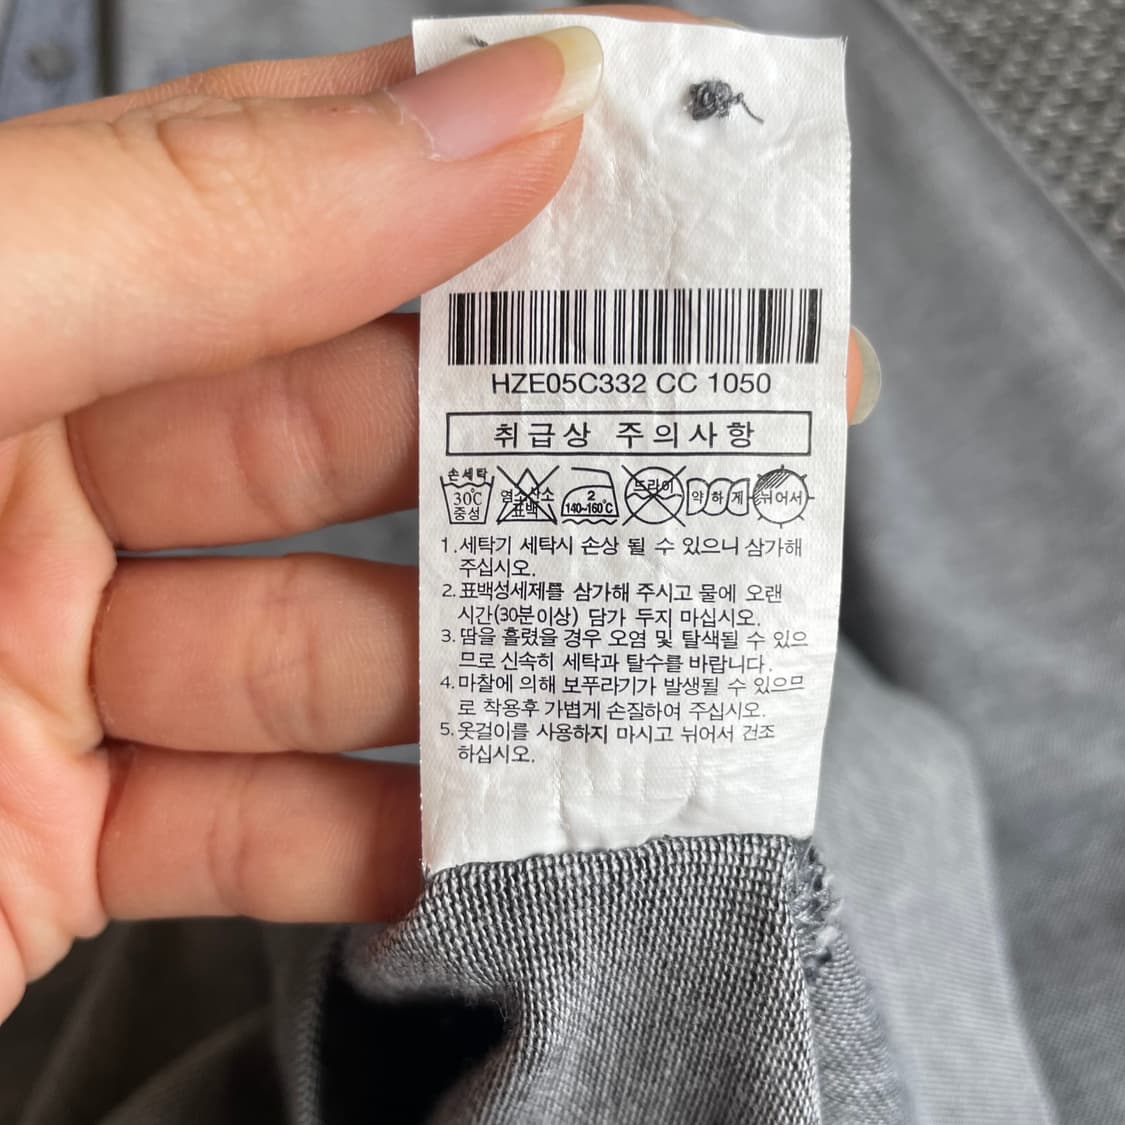 HZE05C332 CC 1050
취급상 주의사항
손세탁
30℃
중성
염소산소
표백
2
140~160℃
드라이
약하게
뉘어서
1. 세탁기 세탁시 손상 될 수 있으니 삼가해
주십시오.
2. 표백성세제를 삼가해 주시고 물에 오랜
시간(30분이상) 담가 두지 마십시오.
3. 땀을 흘렸을 경우 오염 및 탈색될 수 있으
므로 신속히 세탁과 탈수를 바랍니다.
4. 마찰에 의해 보푸라기가 발생될 수 있으므
로 착용후 가볍게 손질하여 주십시오.
5. 옷걸이를 사용하지 마시고 뉘어서 건조
하십시오.